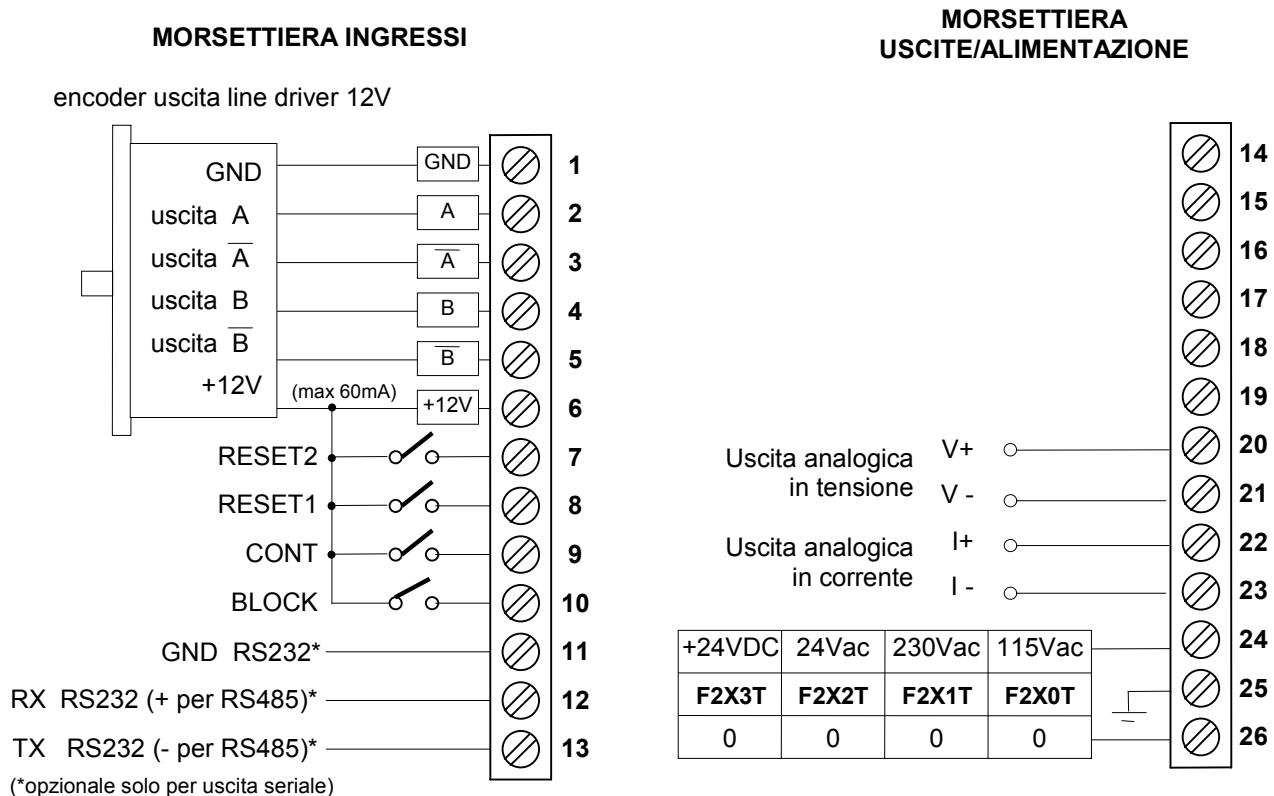 MORSETTIERA INGRESSI
encoder uscita line driver 12V
GND GND 1
uscita A A 2
uscita A̅ A̅ 3
uscita B B 4
uscita B̅ B̅ 5
+12V (max 60mA) +12V 6
RESET2 7
RESET1 8
CONT 9
BLOCK 10
GND RS232* 11
RX RS232 (+ per RS485)* 12
TX RS232 (- per RS485)* 13
(*opzionale solo per uscita seriale)
MORSETTIERA
USCITE/ALIMENTAZIONE
14
15
16
17
18
19
Uscita analogica V+ 20
in tensione V - 21
Uscita analogica I+ 22
in corrente I - 23
+24VDC 24Vac 230Vac 115Vac 24
F2X3T F2X2T F2X1T F2X0T 25
0 0 0 0 26